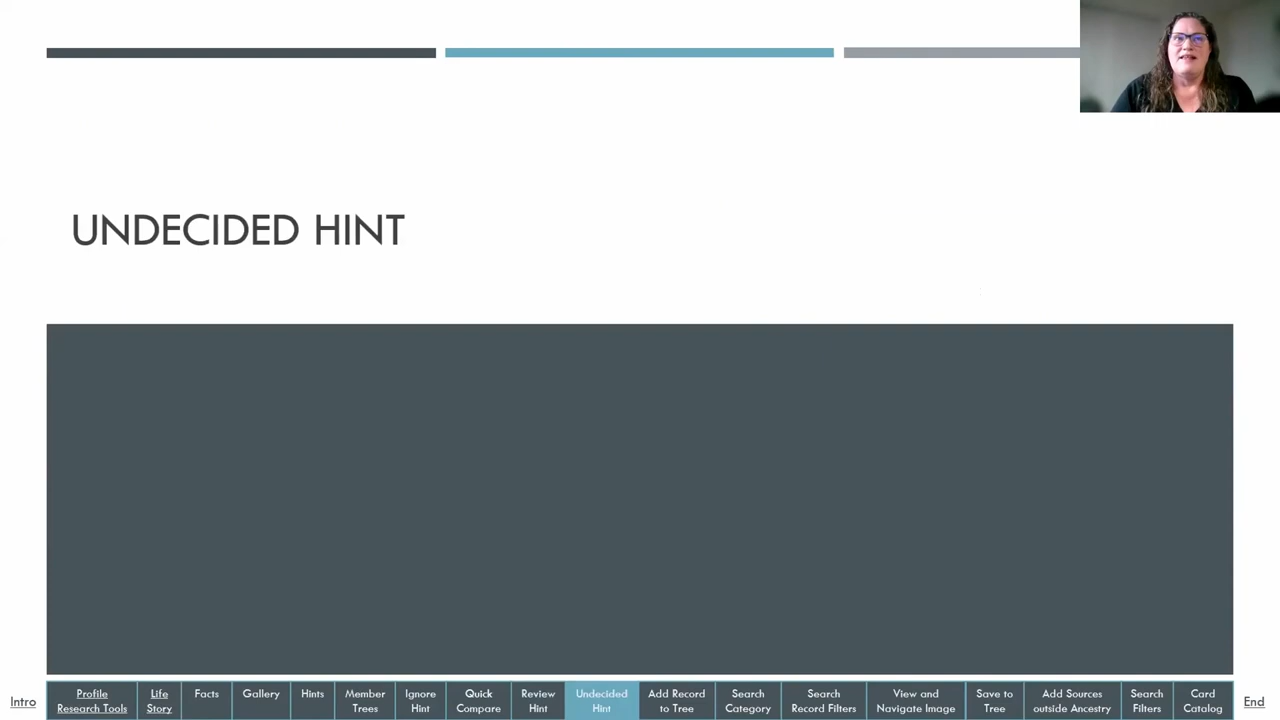 UNDECIDED HINT
Intro
Profile
Research Tools
Life
Story
Facts
Gallery
Hints
Member
Trees
Ignore
Hint
Quick
Compare
Review
Hint
Undecided
Hint
Add Record
to Tree
Search
Category
Search
Record Filters
View and
Navigate Image
Save to
Tree
Add Sources
outside Ancestry
Search
Filters
Card
Catalog
End